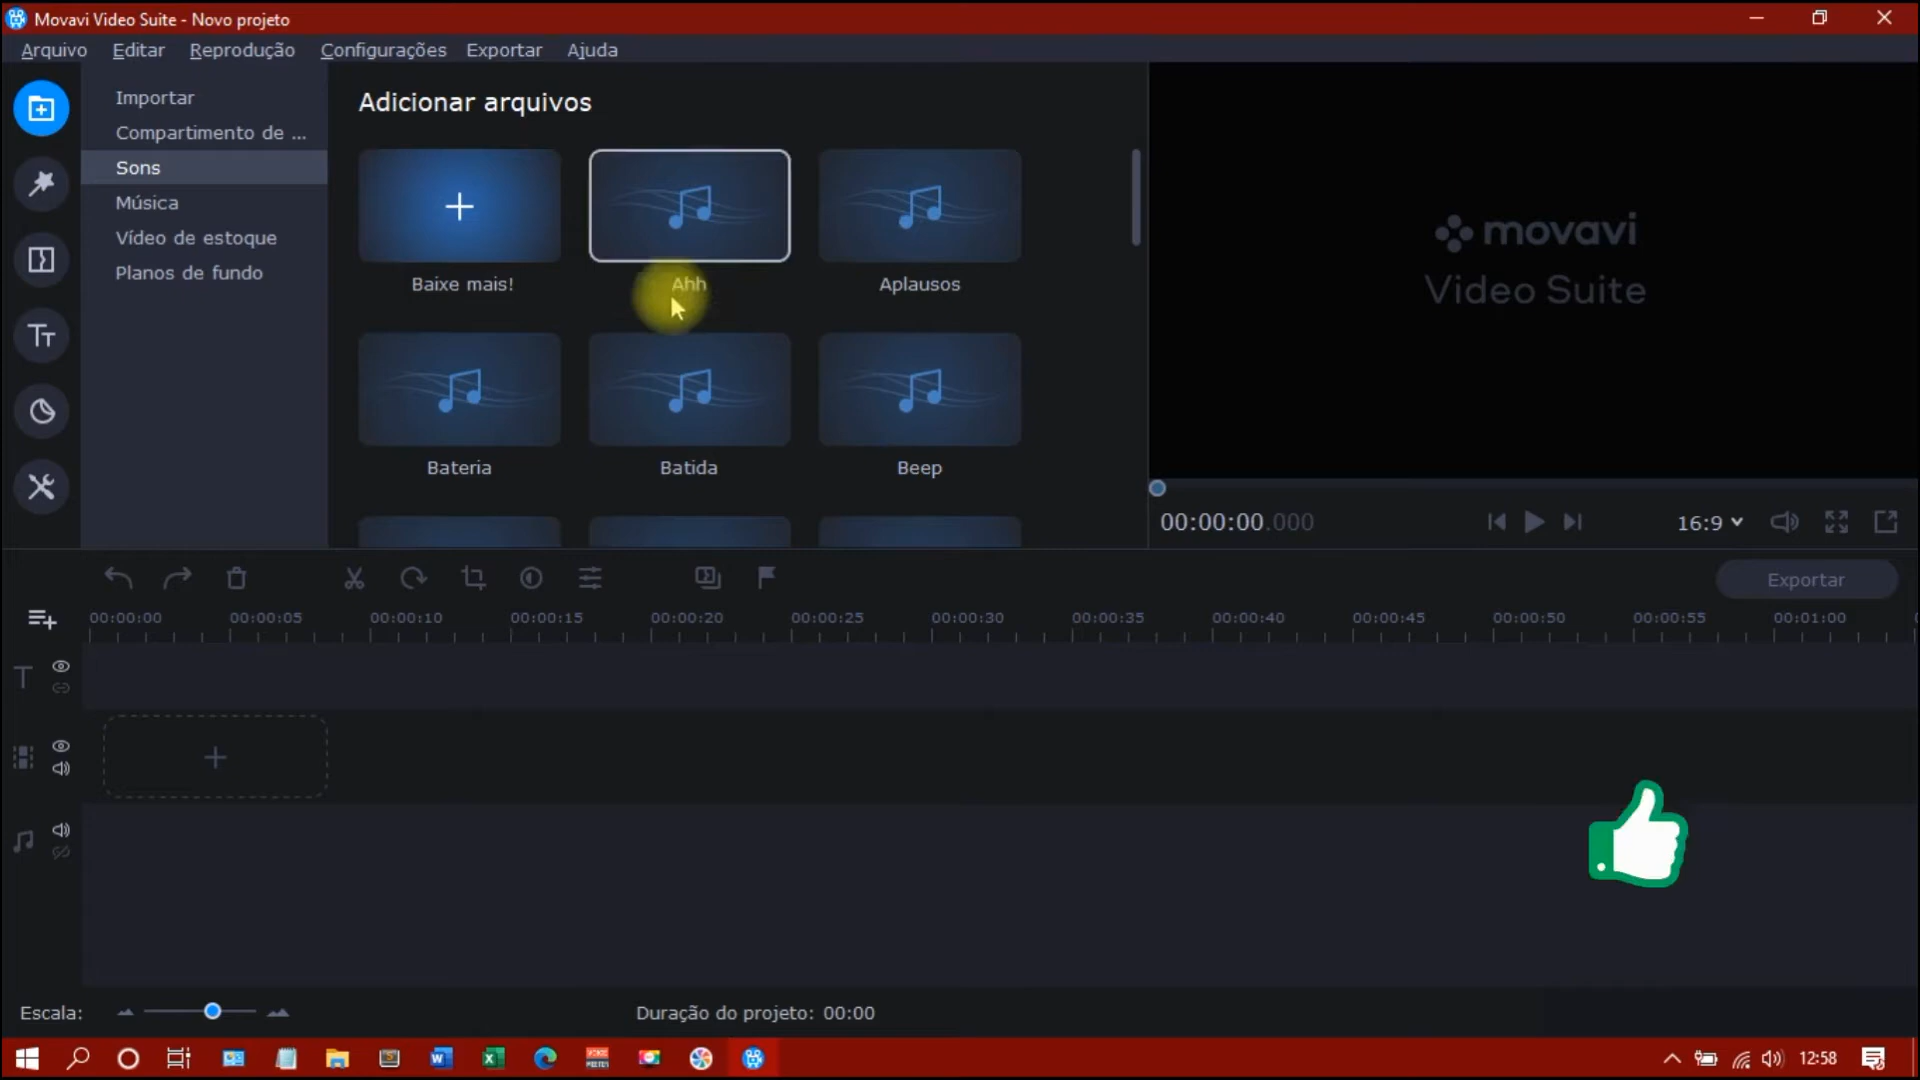 Movavi Video Suite - Novo projeto
Arquivo Editar Reprodução Configurações Exportar Ajuda
Importar
Compartimento de ...
Sons
Música
Vídeo de estoque
Planos de fundo
Adicionar arquivos
Baixe mais!
Ahh
Aplausos
Bateria
Batida
Beep
movavi
Video Suite
00:00:00.000
16:9
Exportar
00:00:00 00:00:05 00:00:10 00:00:15 00:00:20 00:00:25 00:00:30 00:00:35 00:00:40 00:00:45 00:00:50 00:00:55 00:01:00
Escala:
Duração do projeto: 00:00
12:58